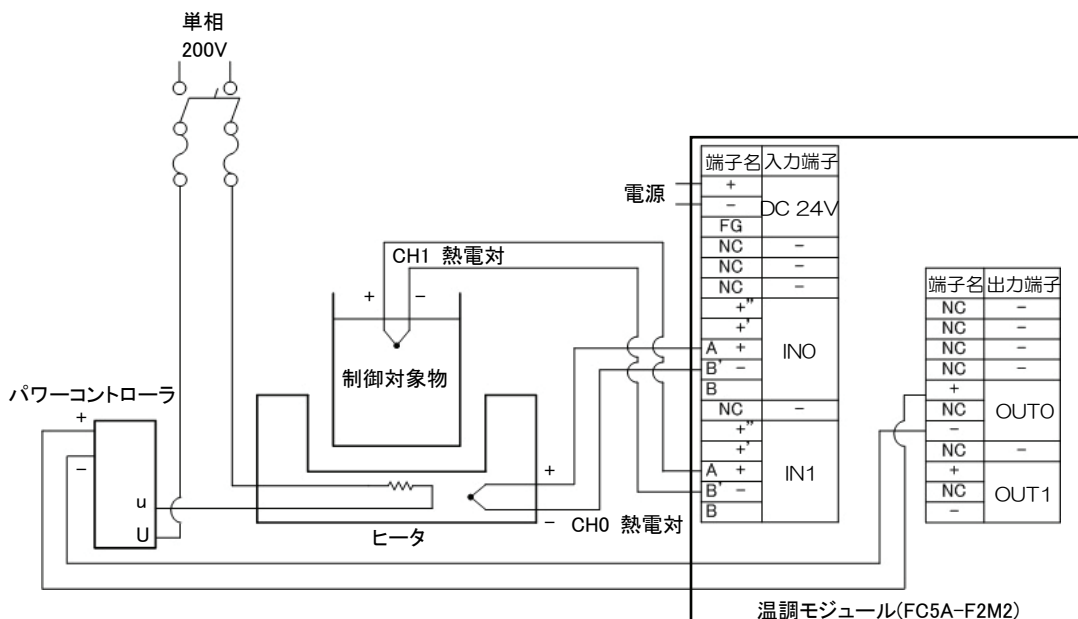 単相
200V
端子名 入力端子
+
電源
-
DC 24V
FG
NC -
NC -
NC -
+"
+'
A +
IN0
B' -
B
NC -
+"
+'
A +
IN1
B' -
B
CH1 熱電対
+ -
制御対象物
パワーコントローラ
+
-
u
U
ヒータ
+
-
CH0 熱電対
端子名 出力端子
NC -
NC -
NC -
NC -
+
NC
OUT0
-
NC -
+
NC
OUT1
-
温調モジュール(FC5A-F2M2)